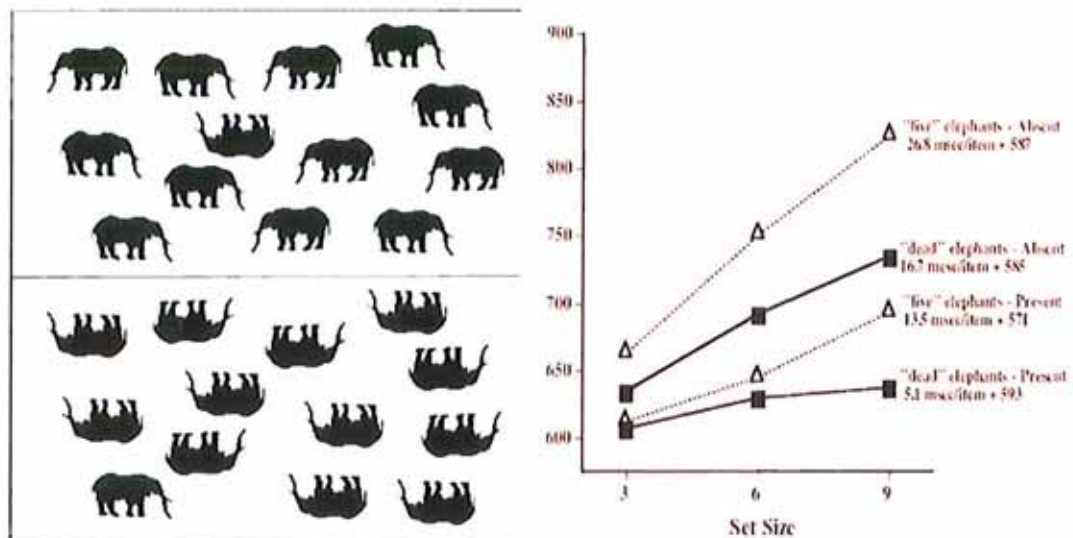 900
850
800
750
700
650
600
"live" elephants - Absent
26.8 msec/item + 587
"dead" elephants - Absent
16.7 msec/item + 585
"live" elephants - Present
13.5 msec/item + 571
"dead" elephants - Present
5.1 msec/item + 593
3 6 9
Set Size